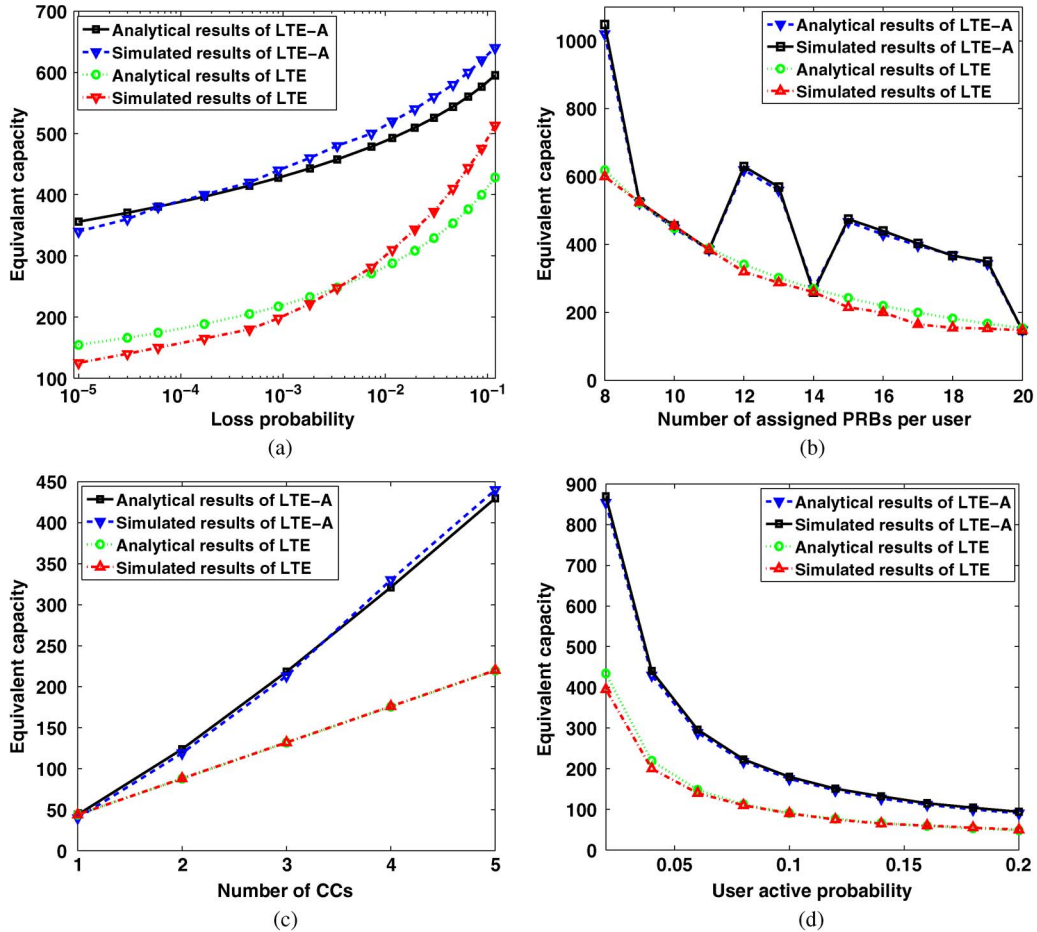 Equivalant capacity
700
600
500
400
300
200
100
Analytical results of LTE-A
Simulated results of LTE-A
Analytical results of LTE
Simulated results of LTE
10−5
10−4
10−3
10−2
10−1
Loss probability
(a)
Equivalent capacity
1000
800
600
400
200
0
Analytical results of LTE-A
Simulated results of LTE-A
Analytical results of LTE
Simulated results of LTE
8 10 12 14 16 18 20
Number of assigned PRBs per user
(b)
Equivalent capacity
450
400
350
300
250
200
150
100
50
0
Analytical results of LTE-A
Simulated results of LTE-A
Analytical results of LTE
Simulated results of LTE
1 2 3 4 5
Number of CCs
(c)
Equivalent capacity
900
800
700
600
500
400
300
200
100
0
Analytical results of LTE-A
Simulated results of LTE-A
Analytical results of LTE
Simulated results of LTE
0.05 0.1 0.15 0.2
User active probability
(d)